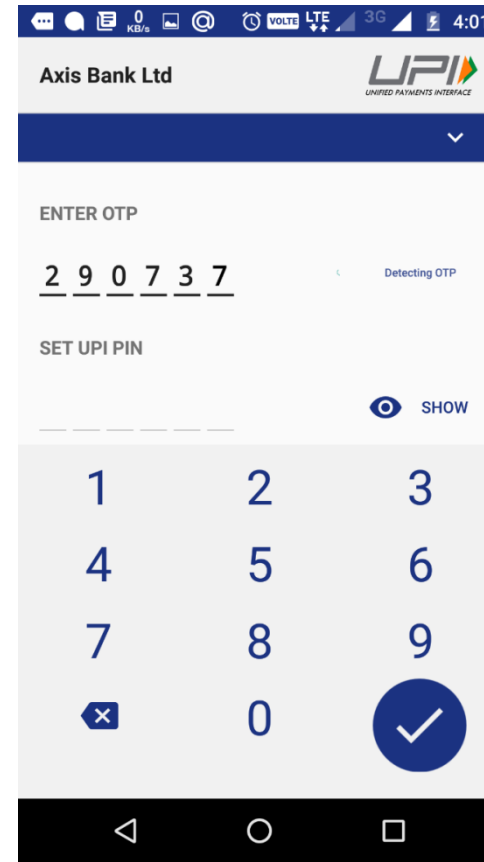 0 KB/s VOLTE LTE 3G 4:01
Axis Bank Ltd
UPI
UNIFIED PAYMENTS INTERFACE
ENTER OTP
2 9 0 7 3 7 Detecting OTP
SET UPI PIN
SHOW
1 2 3
4 5 6
7 8 9
0